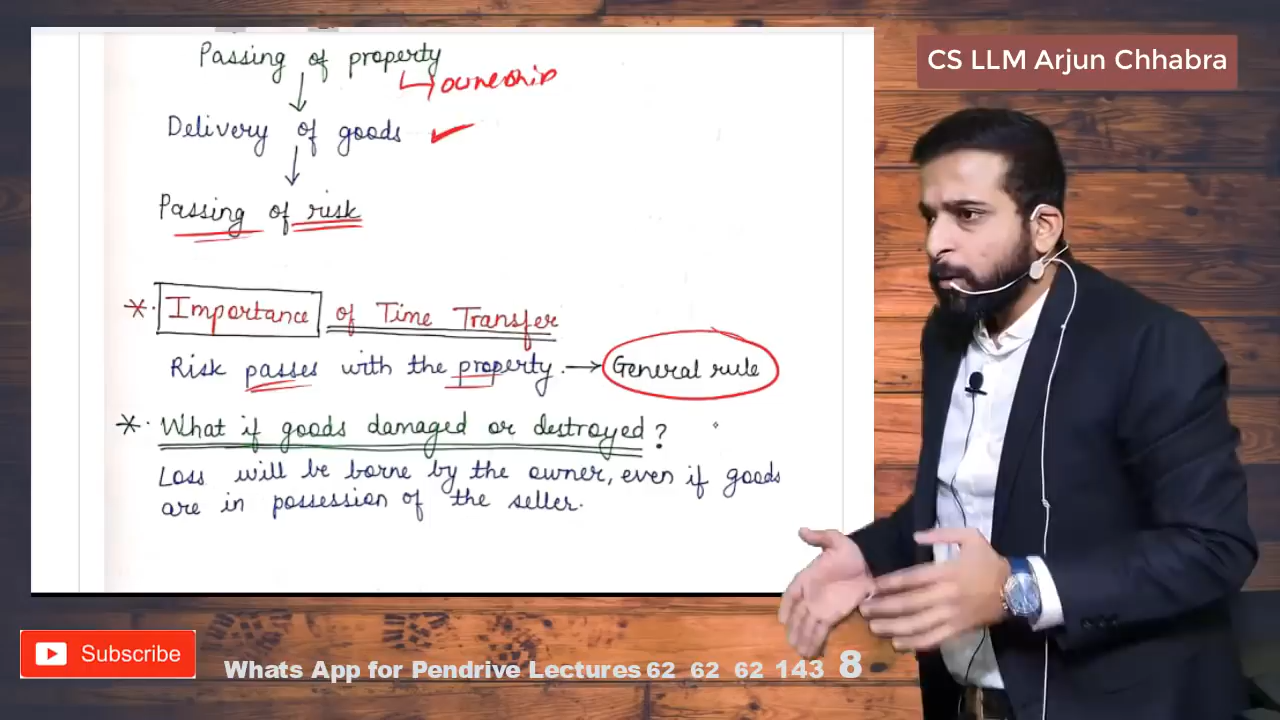 CS LLM Arjun Chhabra
Passing of property
ownership
Delivery of goods
Passing of risk
*. Importance of Time Transfer
Risk passes with the property. → General rule
*. What if goods damaged or destroyed?
Loss will be borne by the owner, even if goods
are in possession of the seller.
Subscribe
Whats App for Pendrive Lectures 62 62 62 143 8